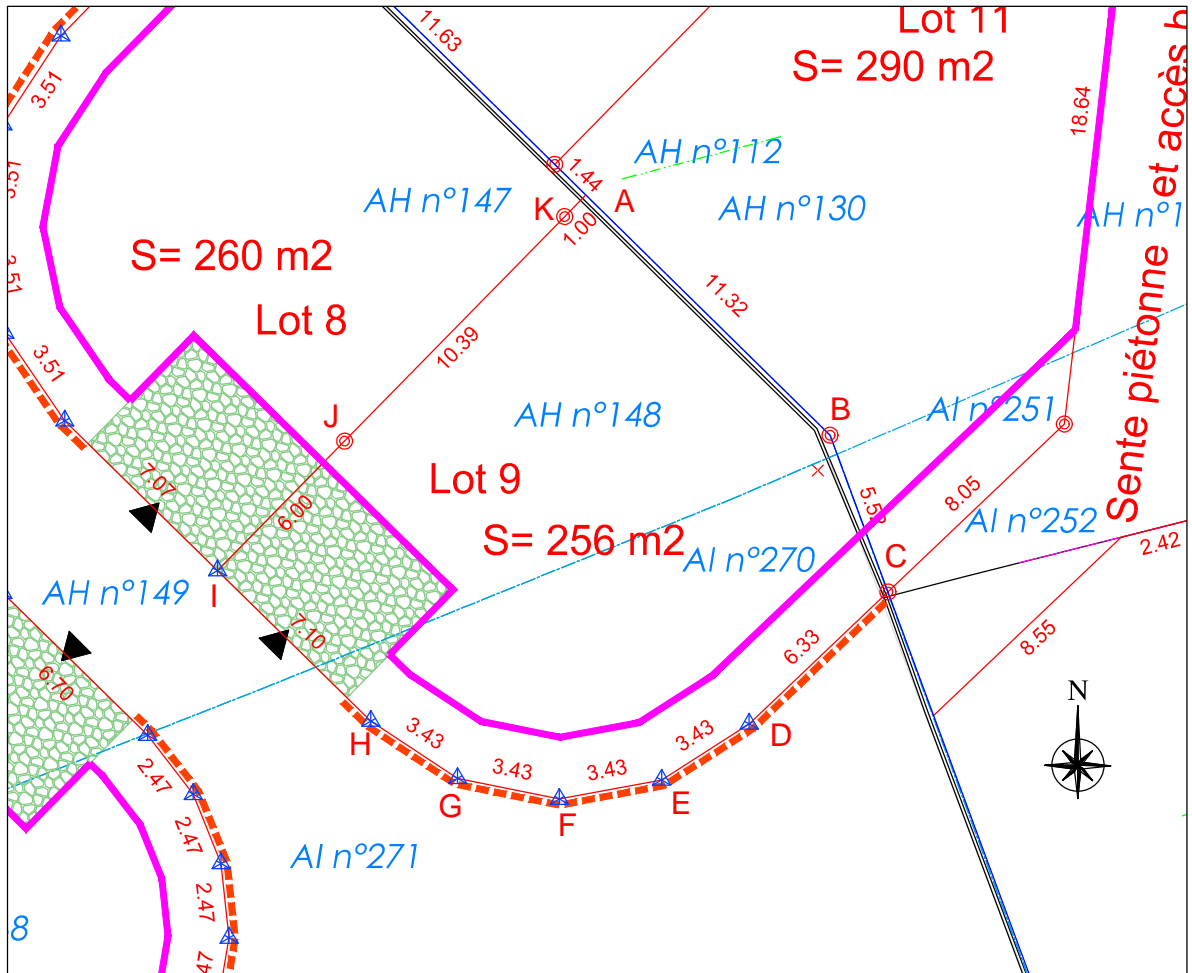 11.63
Lot 11
S= 290 m2
3.51
18.64
Sente piétonne et accès
AH n°112
1.44
3.51
AH n°147
K
A
AH n°130
AH n°1
1.00
S= 260 m2
3.51
11.32
Lot 8
10.39
3.51
J
AH n°148
B
AI n°251
7.07
Lot 9
6.00
8.05
S= 256 m2
AI n°252
AI n°270
C
2.42
AH n°149
I
7.10
6.33
8.55
6.70
N
H
3.43
3.43
D
2.47
3.43
3.43
G
F
E
2.47
AI n°271
2.47
8
47